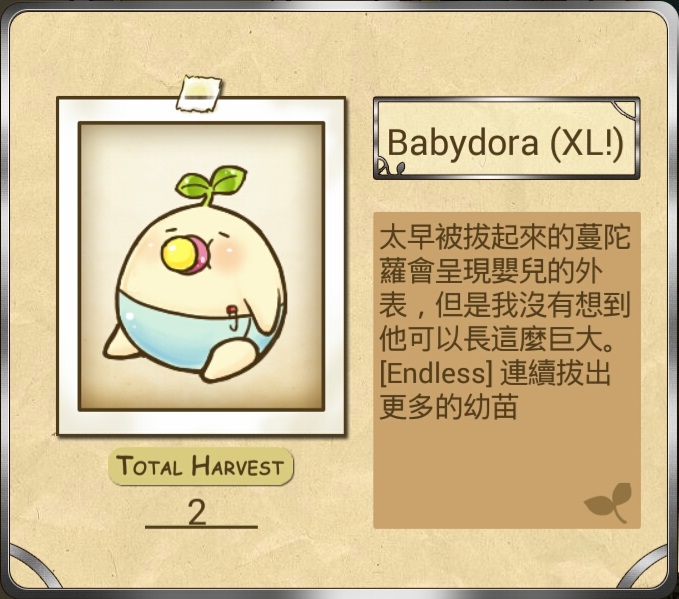 Babydora (XL!)
太早被拔起來的蔓陀
蘿會呈現嬰兒的外
表，但是我沒有想到
他可以長這麼巨大。
[Endless] 連續拔出
更多的幼苗
TOTAL HARVEST
2